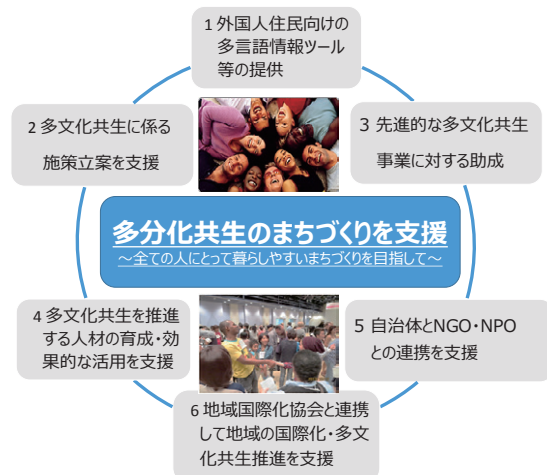 1 外国人住民向けの
多言語情報ツール
等の提供
2 多文化共生に係る
施策立案を支援
3 先進的な多文化共生
事業に対する助成
多分化共生のまちづくりを支援
～全ての人にとって暮らしやすいまちづくりを目指して～
4 多文化共生を推進
する人材の育成・効
果的な活用を支援
5 自治体とNGO・NPO
との連携を支援
6 地域国際化協会と連携
して地域の国際化・多文
化共生推進を支援